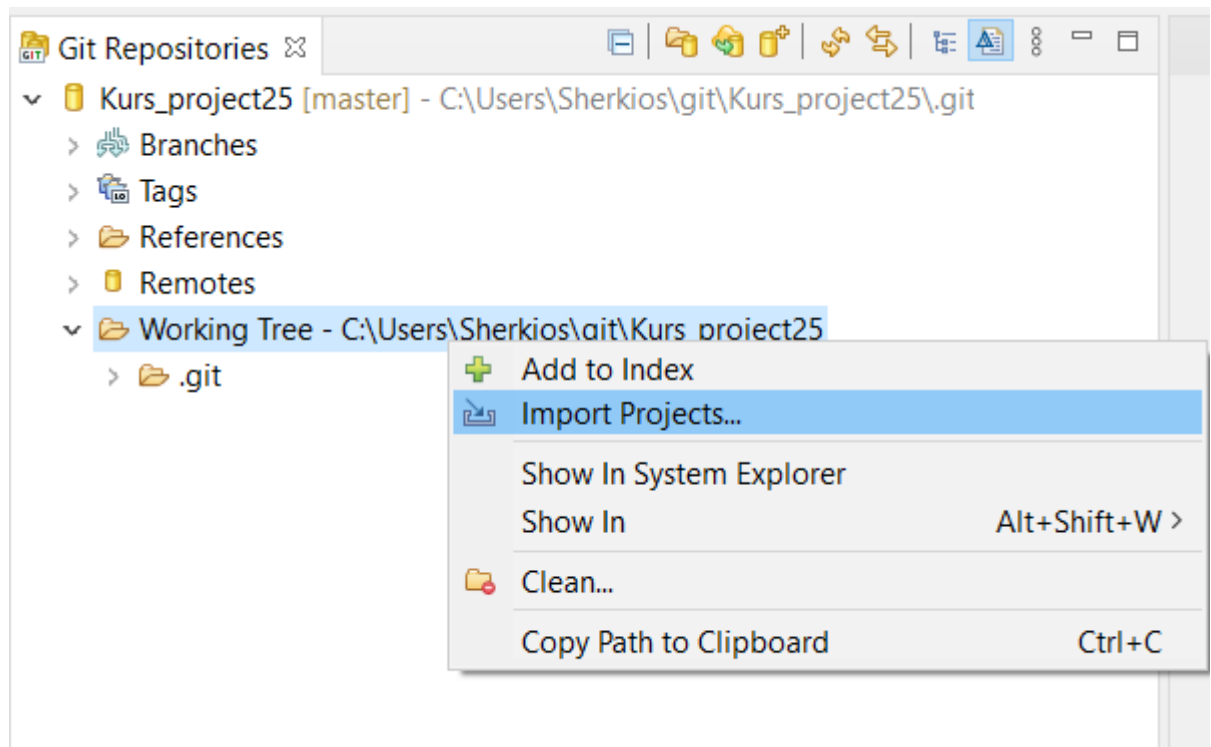 Git Repositories
Kurs_project25 [master] - C:\Users\Sherkios\git\Kurs_project25\.git
Branches
Tags
References
Remotes
Working Tree - C:\Users\Sherkios\git\Kurs_project25
.git
Add to Index
Import Projects...
Show In System Explorer
Show In Alt+Shift+W >
Clean...
Copy Path to Clipboard Ctrl+C